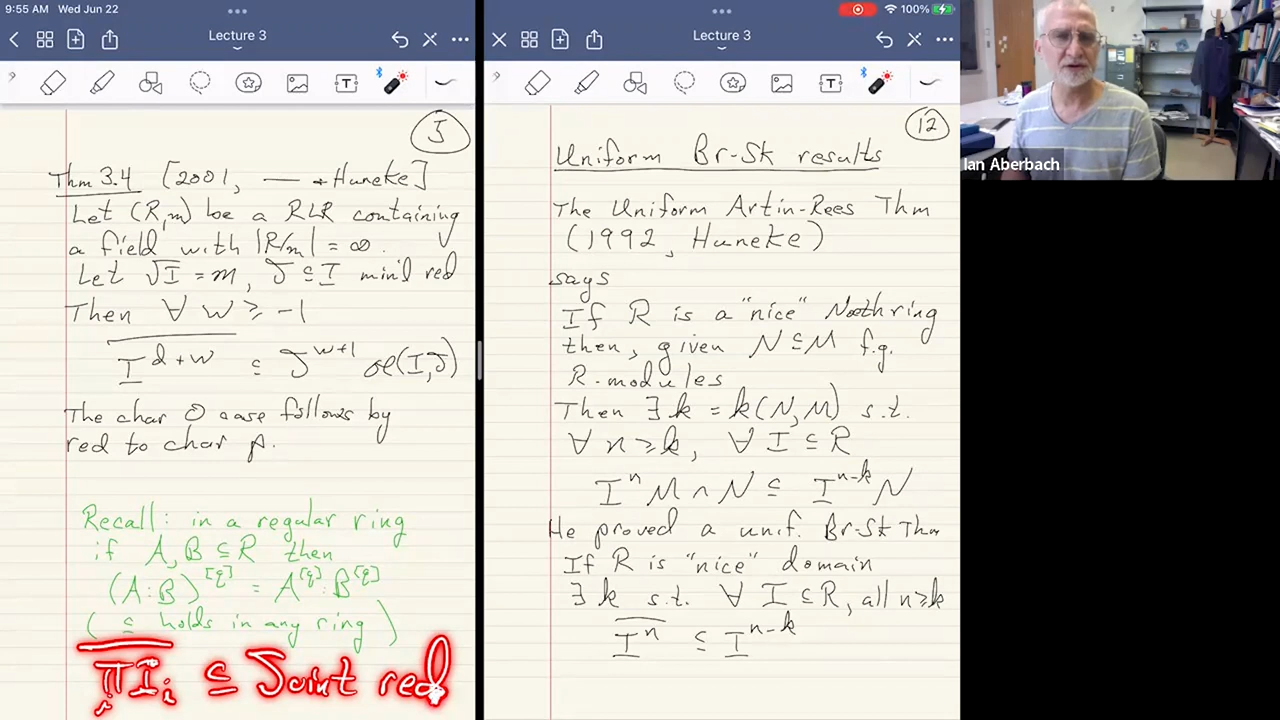 9:55 AM Wed Jun 22
100%
Lecture 3
Lecture 3
5
Thm 3.4 [2001, — + Huneke]
Let (R,m) be a RLR containing
a field with |R/m| = ∞.
Let √I = m, J ⊆ I min'l red
Then ∀ w ≥ -1
\overline{I^{d+w}} ⊆ J^{w+1} (I,J)
The char 0 case follows by
red to char p.
Recall: in a regular ring
if A, B ⊆ R then
(A:B)^{[q]} = A^{[q]} : B^{[q]}
( ⊆ holds in any ring )
\overline{∏_i I_i} ⊆ Joint red
12
Uniform Br-Sk results
The Uniform Artin-Rees Thm
(1992, Huneke)
says
If R is a "nice" Noeth ring
then, given N ⊆ M f.g.
R-modules
Then ∃ k = k(N,M) s.t.
∀ n ≥ k, ∀ I ⊆ R
I^n M ∩ N ⊆ I^{n-k} N
He proved a unif. Br-Sk Thm
If R is "nice" domain
∃ k s.t. ∀ I ⊆ R, all n ≥ k
\overline{I^n} ⊆ I^{n-k}
Ian Aberbach